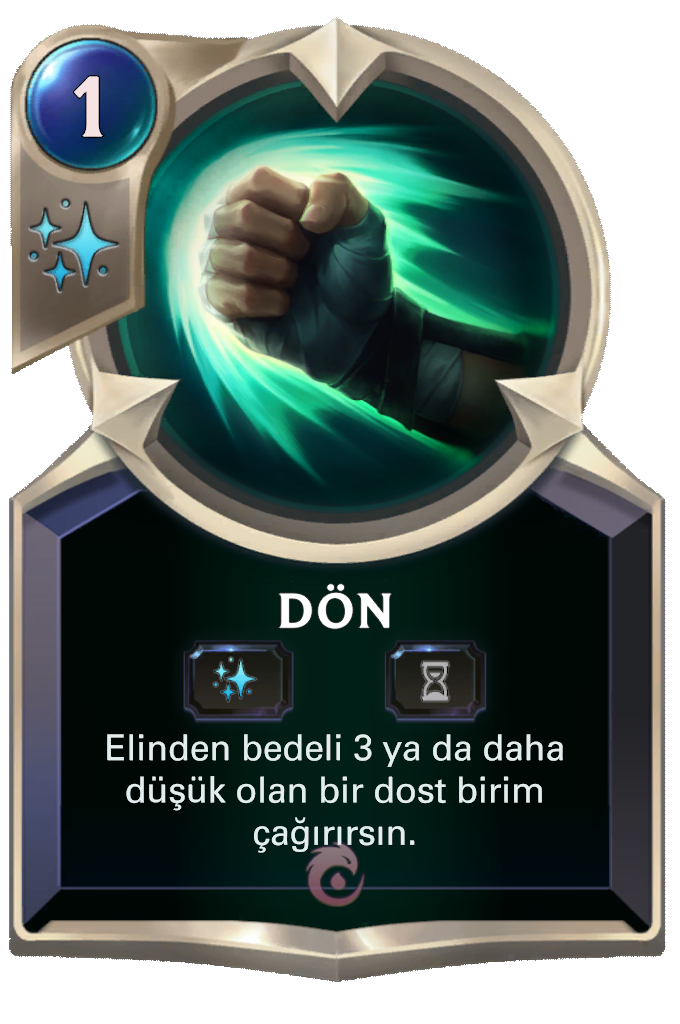 1
DÖN
Elinden bedeli 3 ya da daha
düşük olan bir dost birim
çağırırsın.